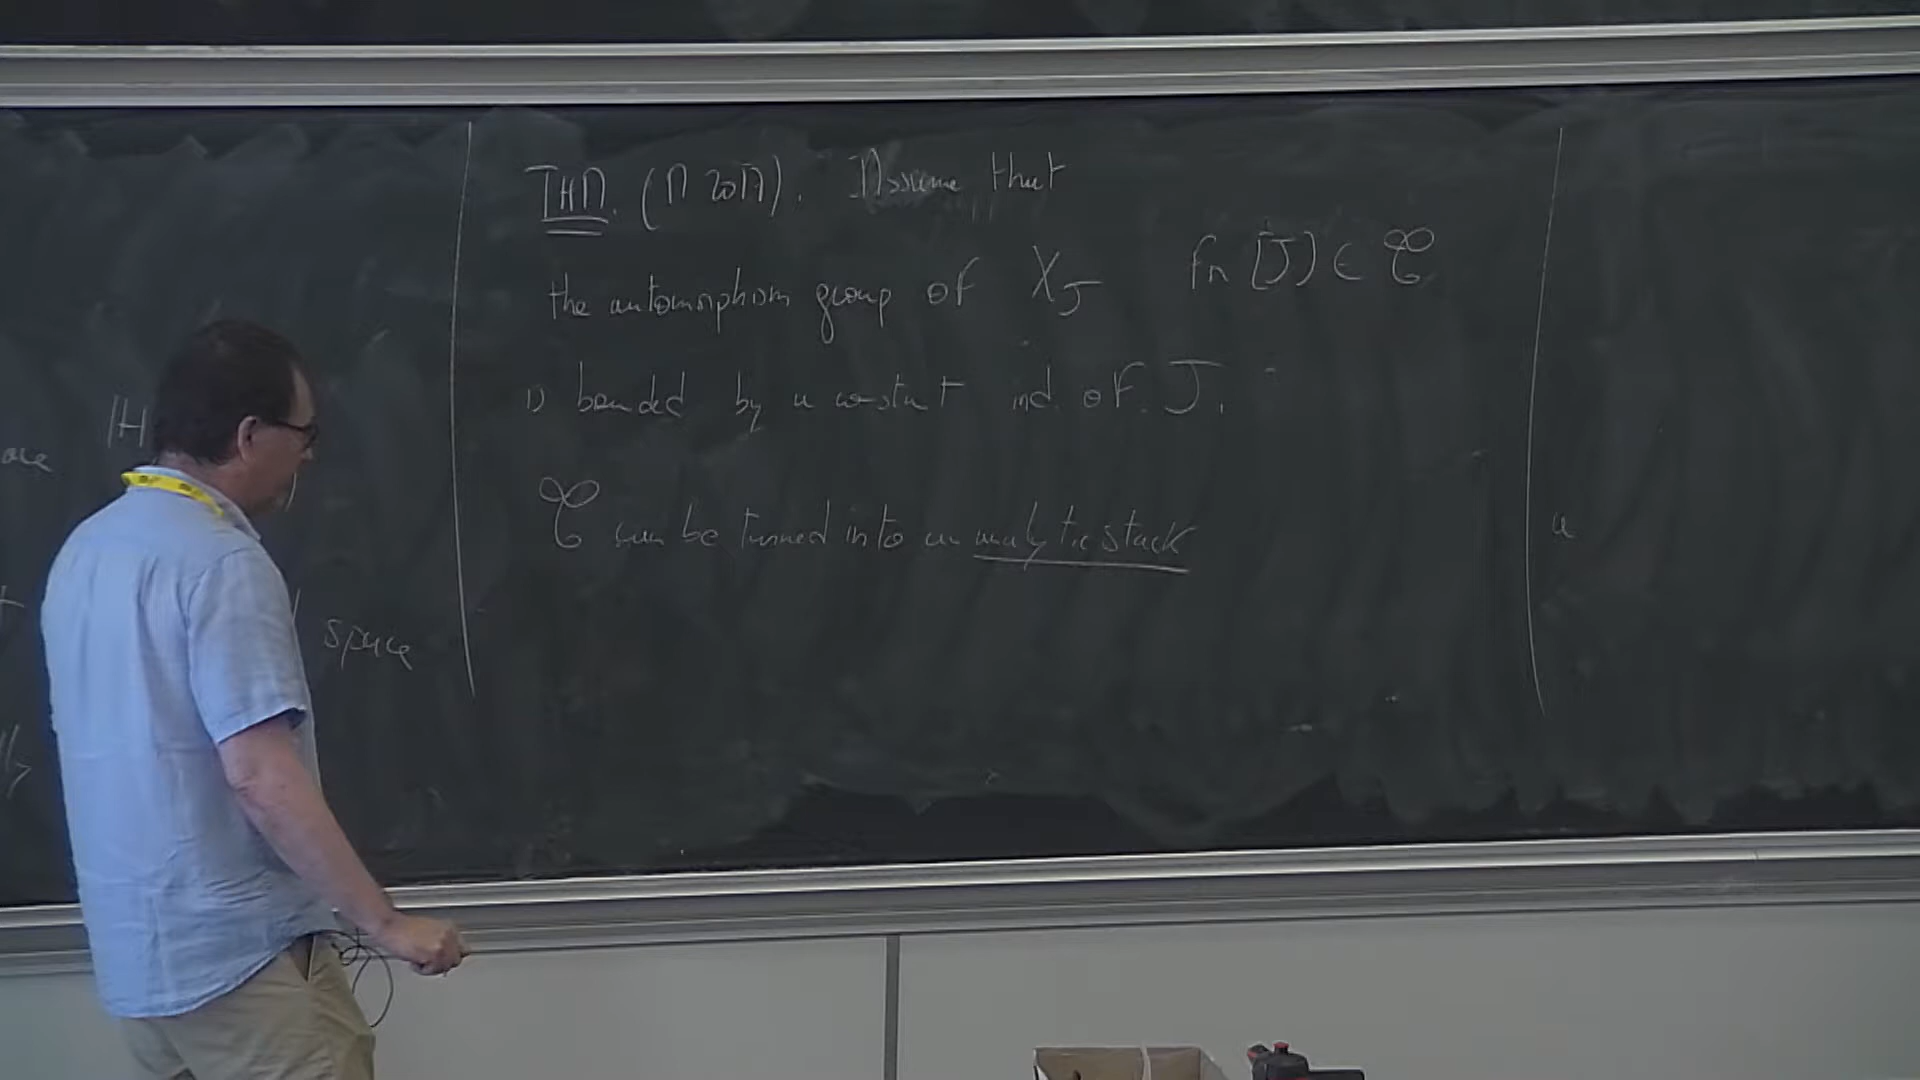 THM. (M 2017). Assume that
the automorphism group of X_J for [J] ∈ 𝒯
is bounded by a constant ind. of J.
𝒯 can be turned into an analytic stack
H
space